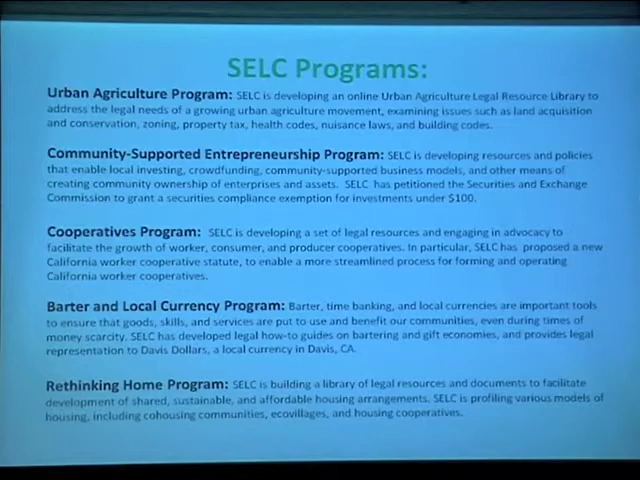 SELC Programs:
Urban Agriculture Program: SELC is developing an online Urban Agriculture Legal Resource Library to
address the legal needs of a growing urban agriculture movement, examining issues such as land acquisition
and conservation, zoning, property tax, health codes, nuisance laws, and building codes.
Community-Supported Entrepreneurship Program: SELC is developing resources and policies
that enable local investing, crowdfunding, community-supported business models, and other means of
creating community ownership of enterprises and assets. SELC has petitioned the Securities and Exchange
Commission to grant a securities compliance exemption for investments under $100.
Cooperatives Program: SELC is developing a set of legal resources and engaging in advocacy to
facilitate the growth of worker, consumer, and producer cooperatives. In particular, SELC has proposed a new
California worker cooperative statute, to enable a more streamlined process for forming and operating
California worker cooperatives.
Barter and Local Currency Program: Barter, time banking, and local currencies are important tools
to ensure that goods, skills, and services are put to use and benefit our communities, even during times of
money scarcity. SELC has developed legal how-to guides on bartering and gift economies, and provides legal
representation to Davis Dollars, a local currency in Davis, CA.
Rethinking Home Program: SELC is building a library of legal resources and documents to facilitate
development of shared, sustainable, and affordable housing arrangements. SELC is profiling various models of
housing, including cohousing communities, ecovillages, and housing cooperatives.